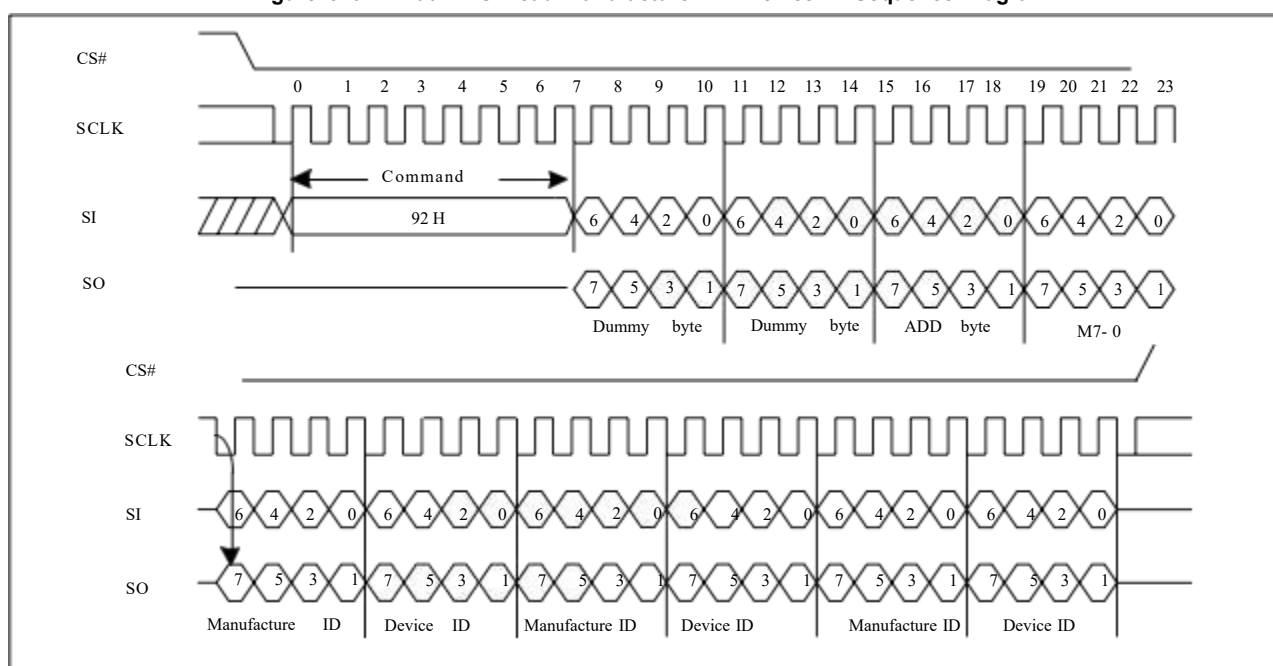 CS#
0 1 2 3 4 5 6 7 8 9 10 11 12 13 14 15 16 17 18 19 20 21 22 23
SCLK
Command
SI 92 H 6 4 2 0 6 4 2 0 6 4 2 0 6 4 2 0
SO 7 5 3 1 7 5 3 1 7 5 3 1 7 5 3 1
Dummy byte Dummy byte ADD byte M7- 0
CS#
SCLK
SI 6 4 2 0 6 4 2 0 6 4 2 0 6 4 2 0 6 4 2 0 6 4 2 0
SO 7 5 3 1 7 5 3 1 7 5 3 1 7 5 3 1 7 5 3 1 7 5 3 1
Manufacture ID Device ID Manufacture ID Device ID Manufacture ID Device ID